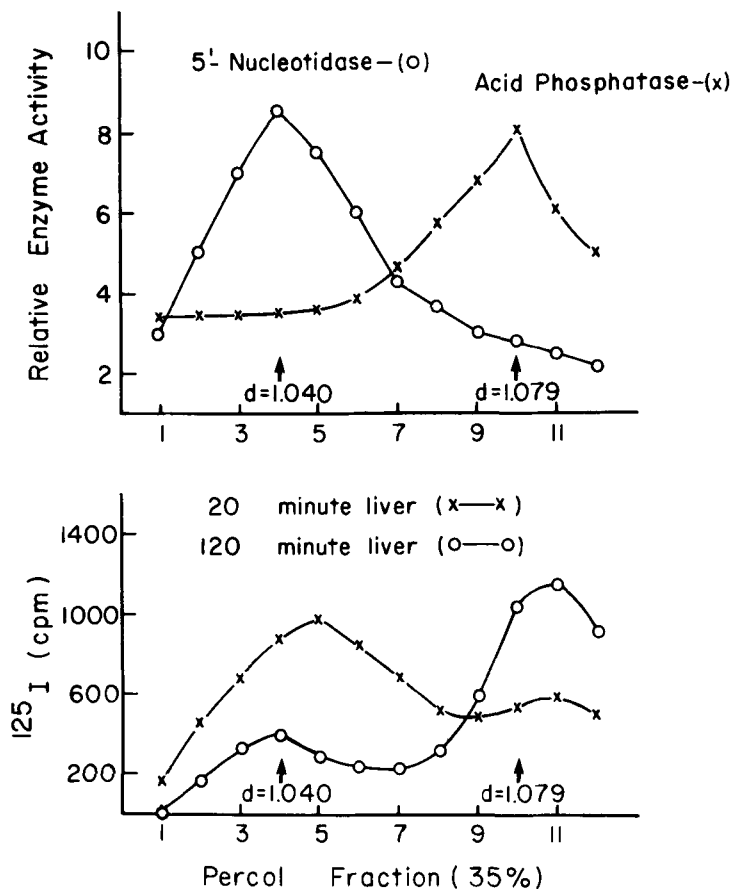 10
8
6
4
2
Relative Enzyme Activity
5'- Nucleotidase-(o)
Acid Phosphatase-(x)
d=1.040
d=1.079
1 3 5 7 9 11
20 minute liver (x—x)
120 minute liver (o—o)
1400
1000
600
200
125I (cpm)
d=1.040
d=1.079
1 3 5 7 9 11
Percol Fraction (35%)